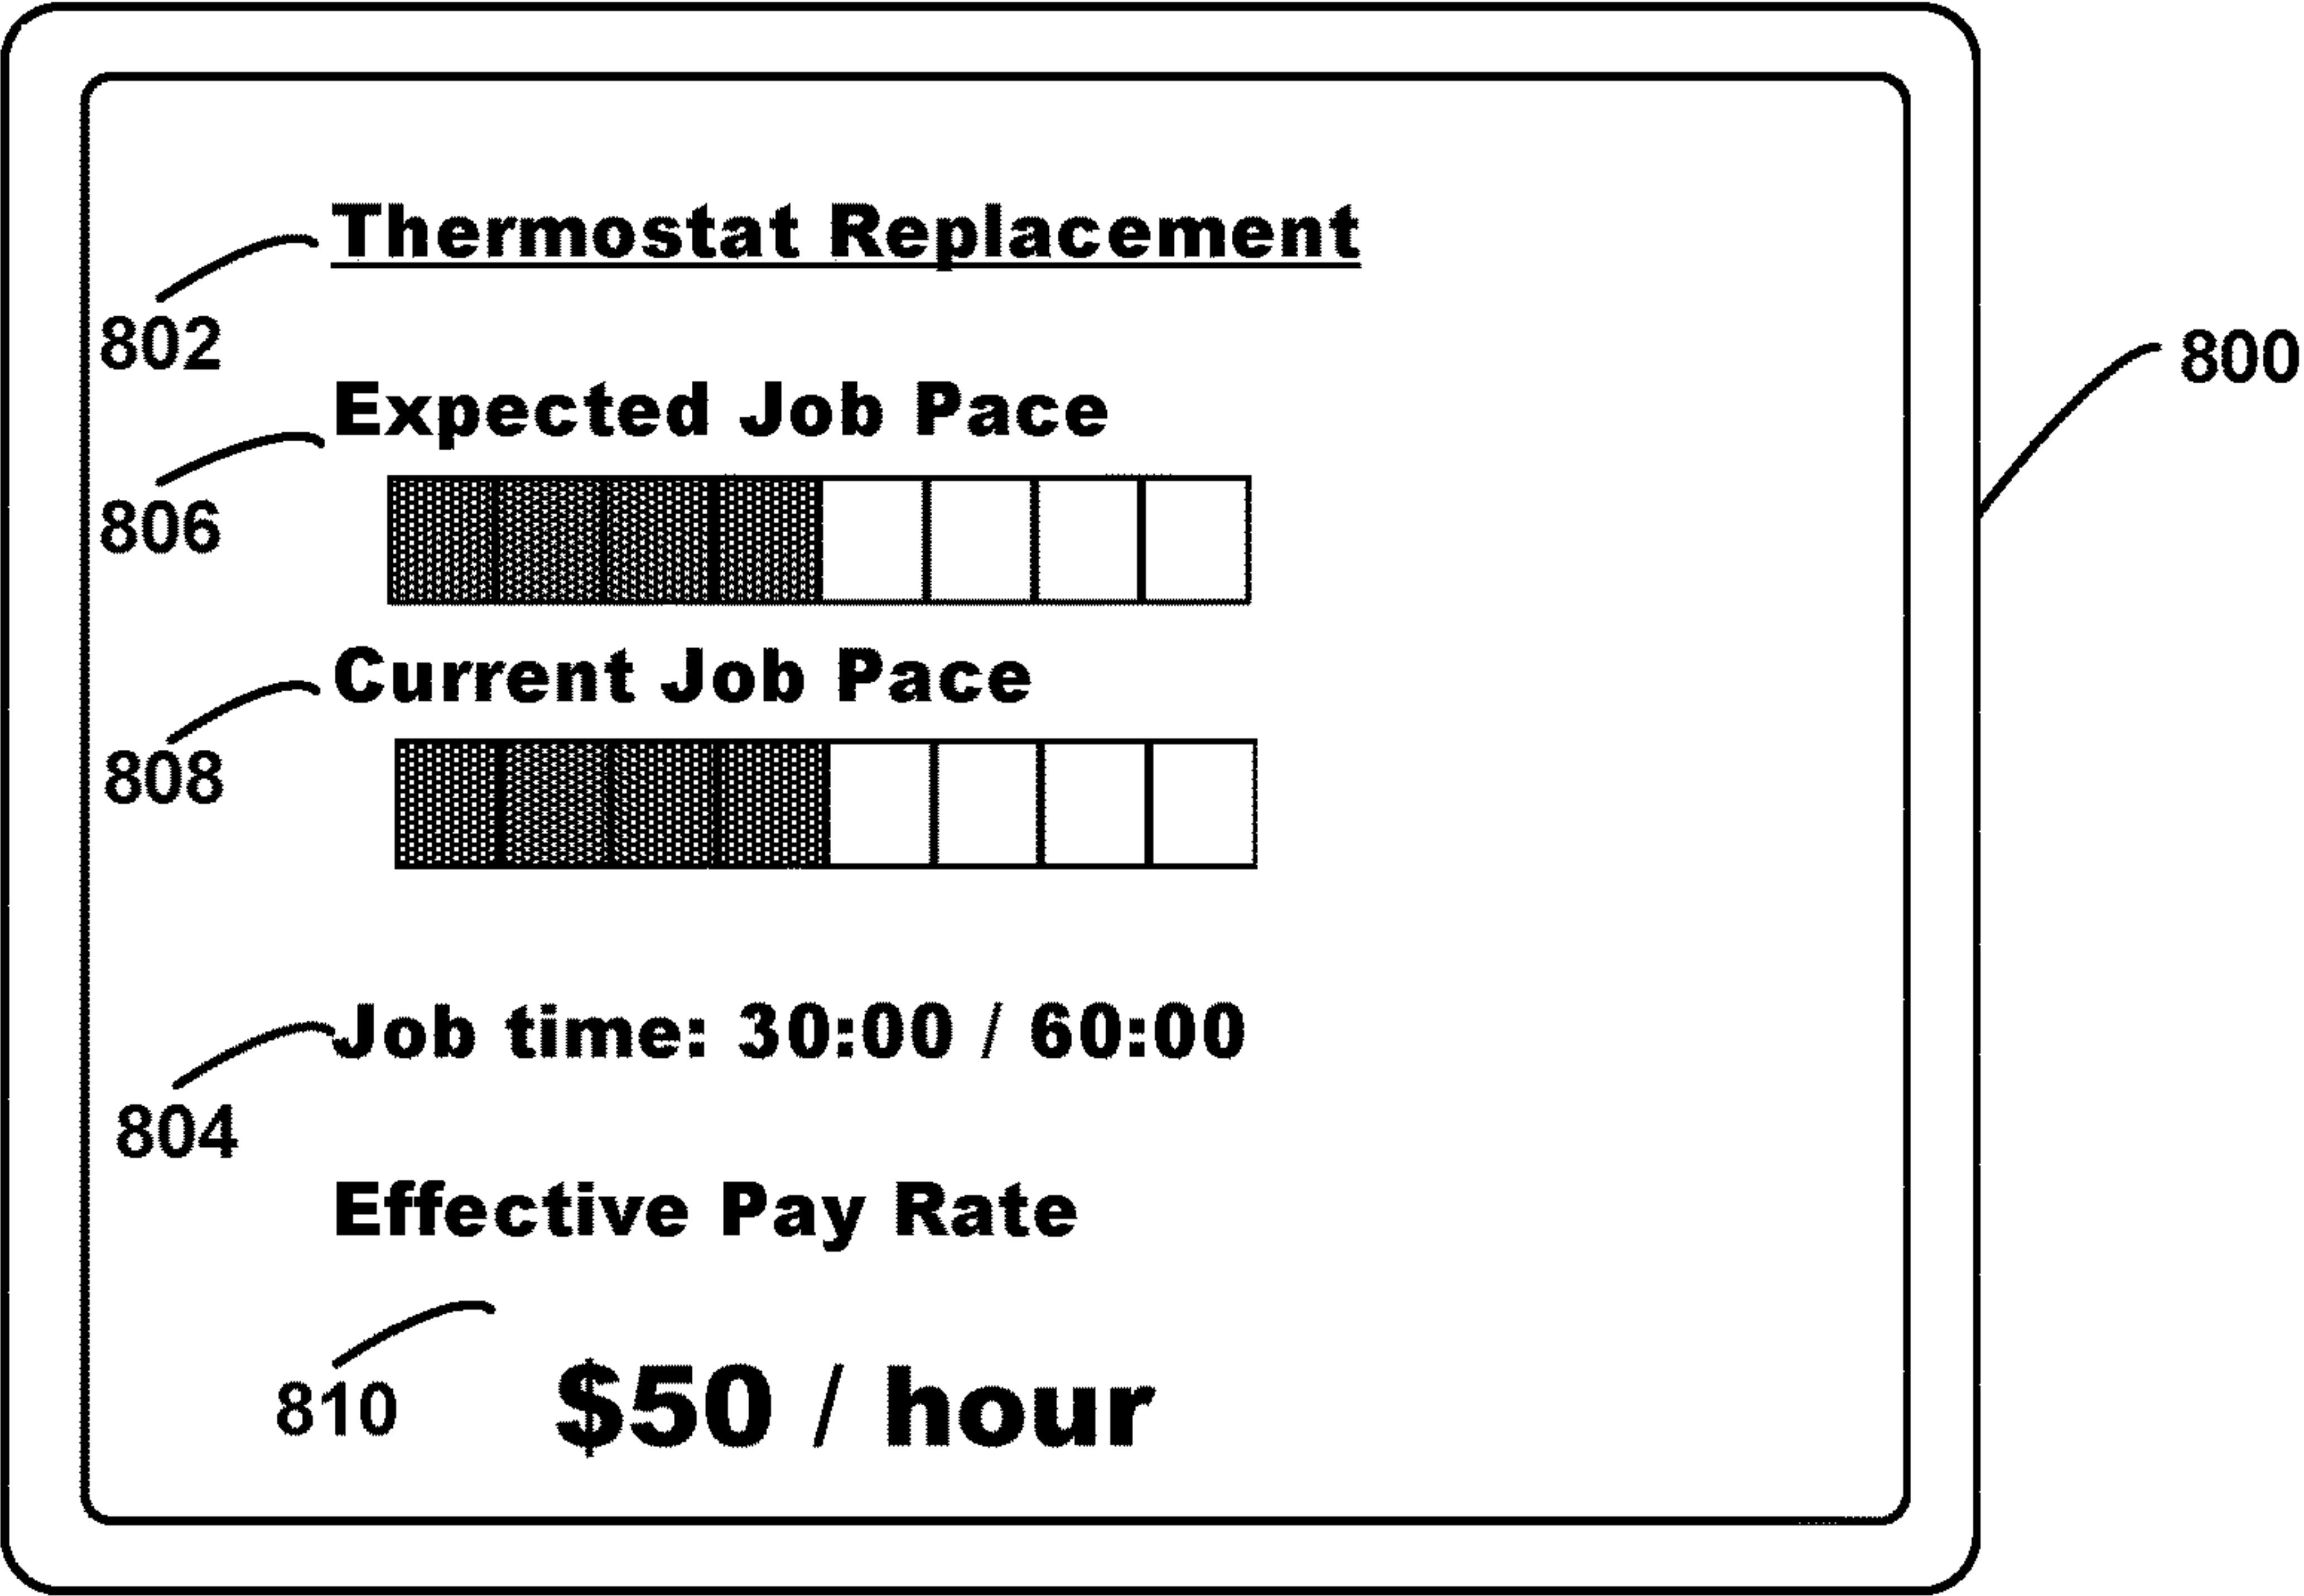 Thermostat Replacement
802
800
Expected Job Pace
806
Current Job Pace
808
Job time: 30:00 / 60:00
804
Effective Pay Rate
810
$50 / hour